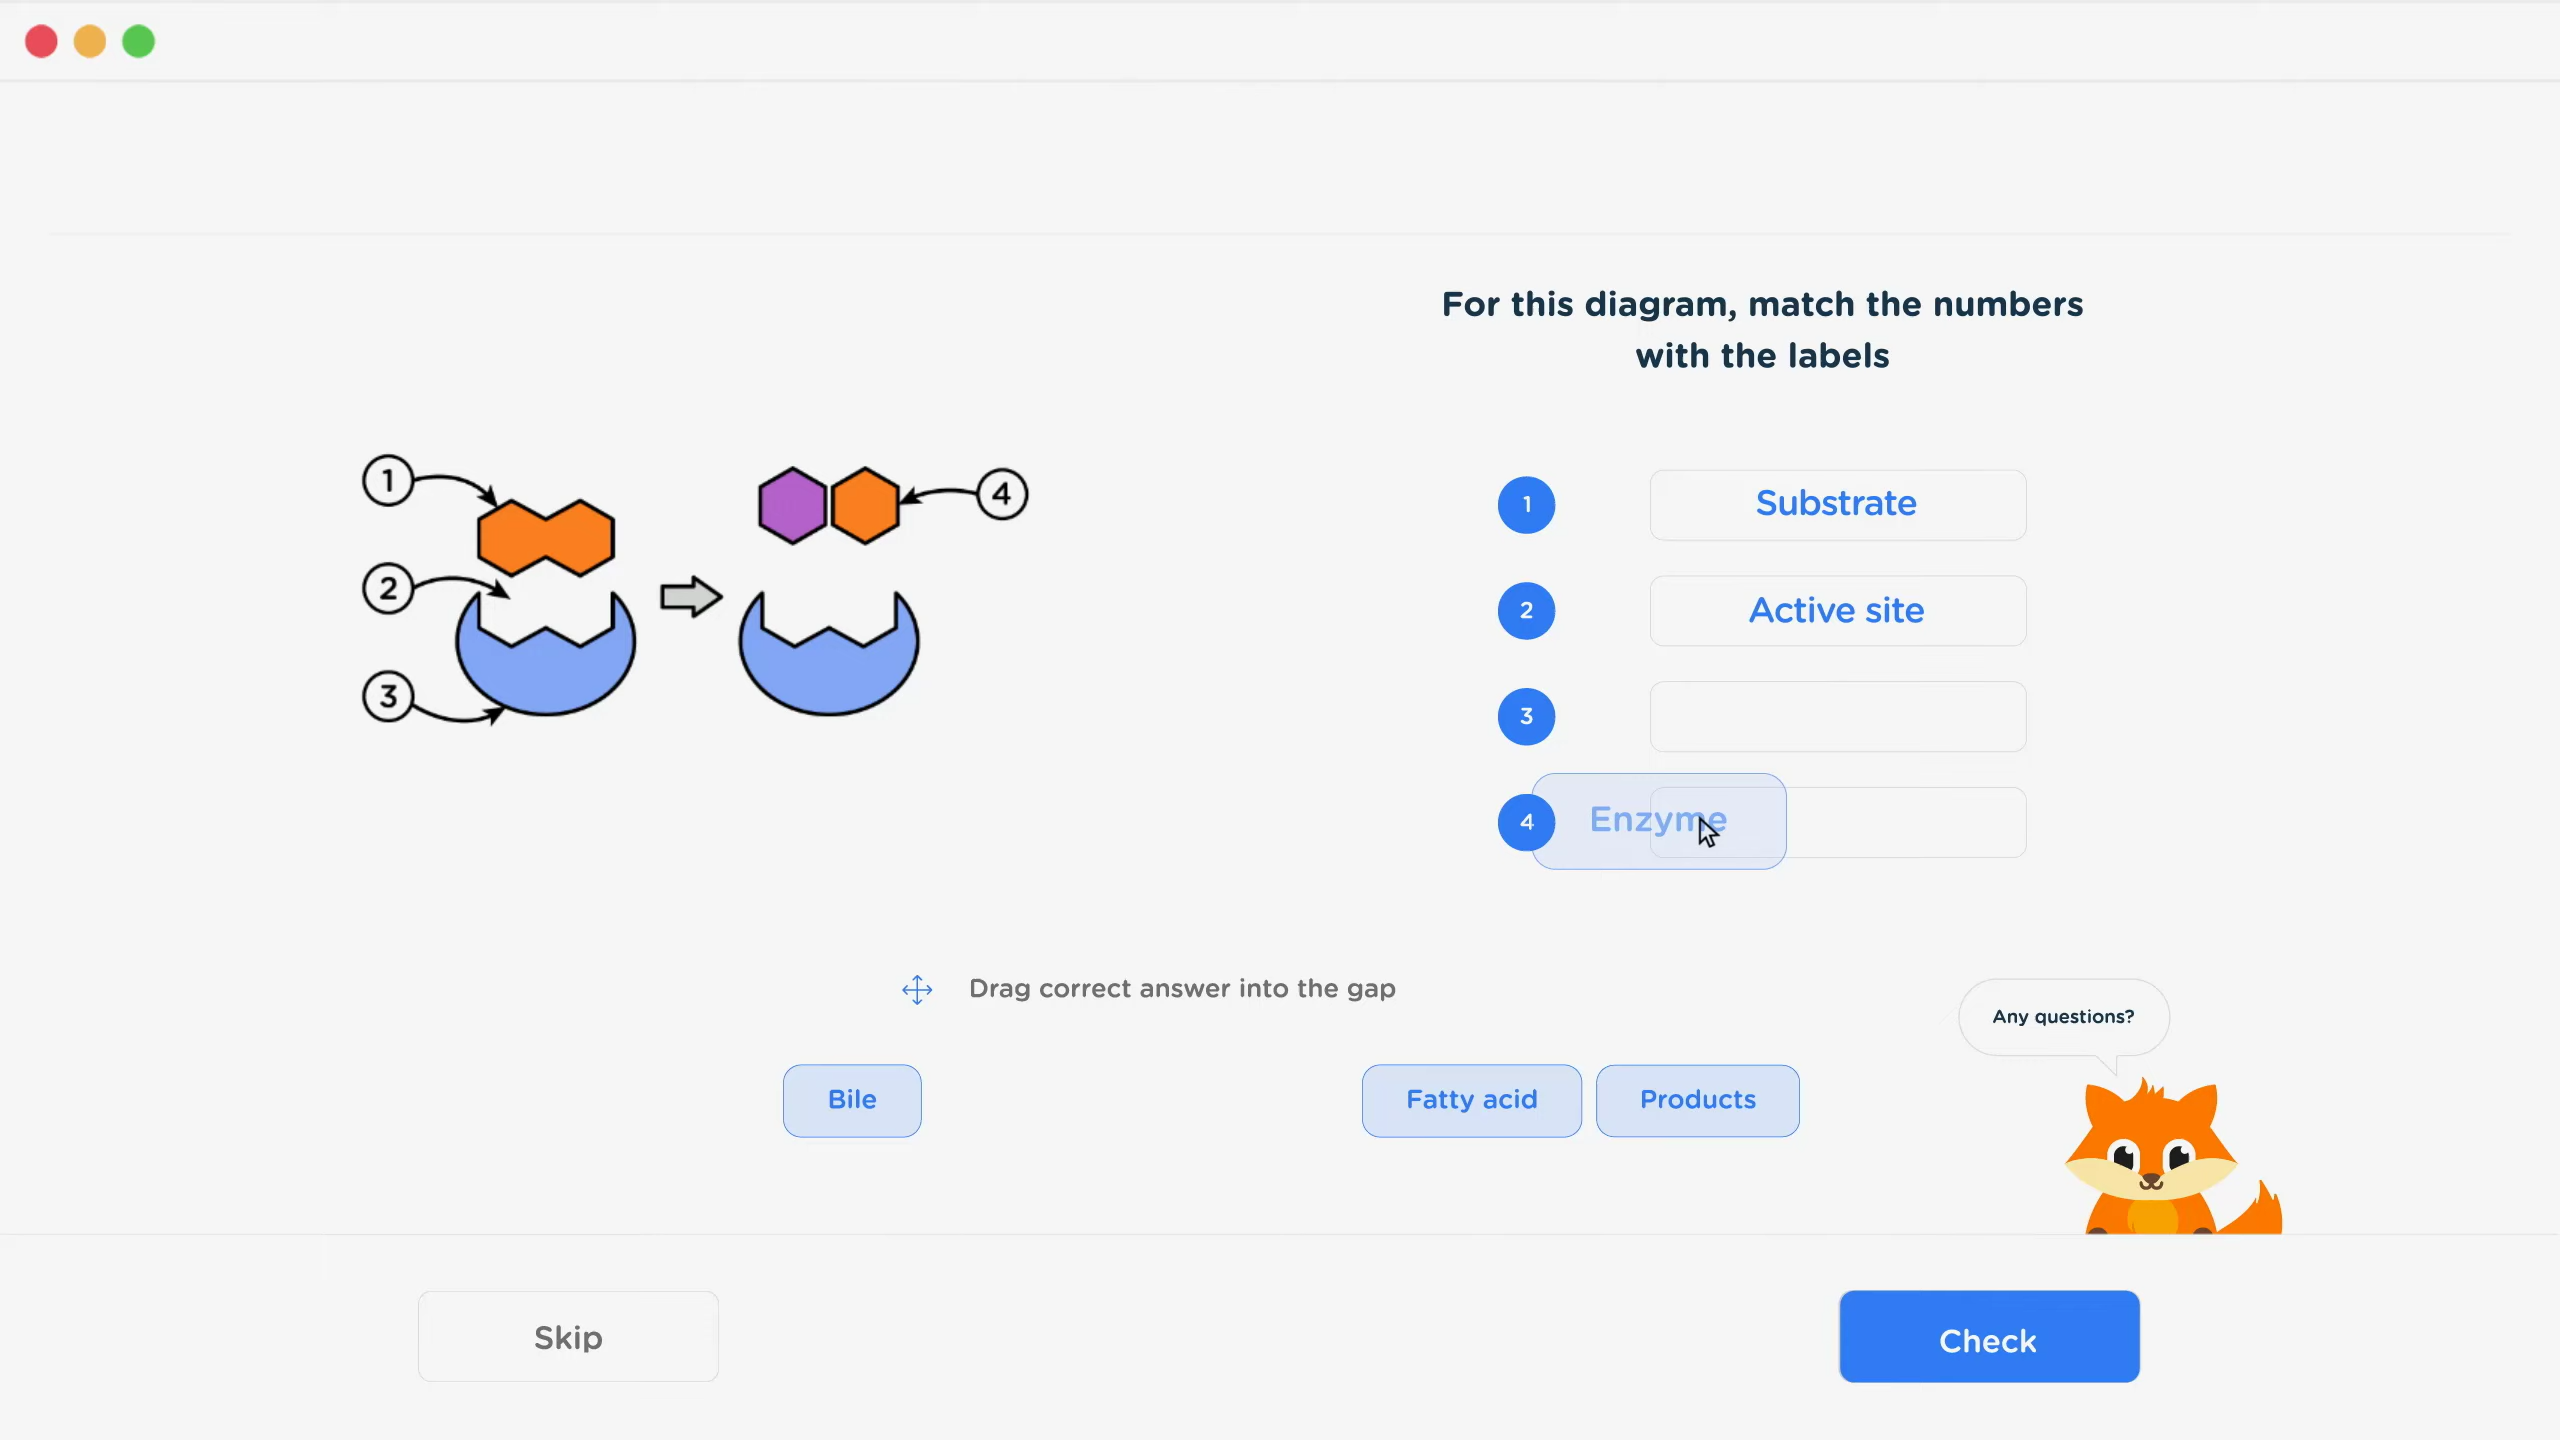 For this diagram, match the numbers
with the labels
1
2
3
4
1 Substrate
2 Active site
3
4 Enzyme
Drag correct answer into the gap
Bile
Fatty acid
Products
Any questions?
Skip
Check